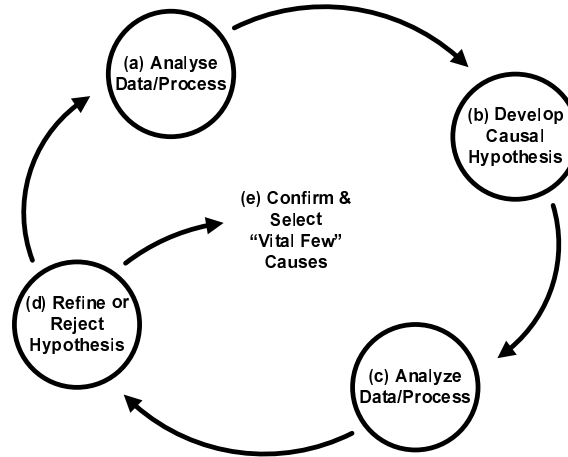 (a) Analyse
Data/Process
(b) Develop
Causal
Hypothesis
(c) Analyze
Data/Process
(d) Refine or
Reject
Hypothesis
(e) Confirm &
Select
“Vital Few”
Causes